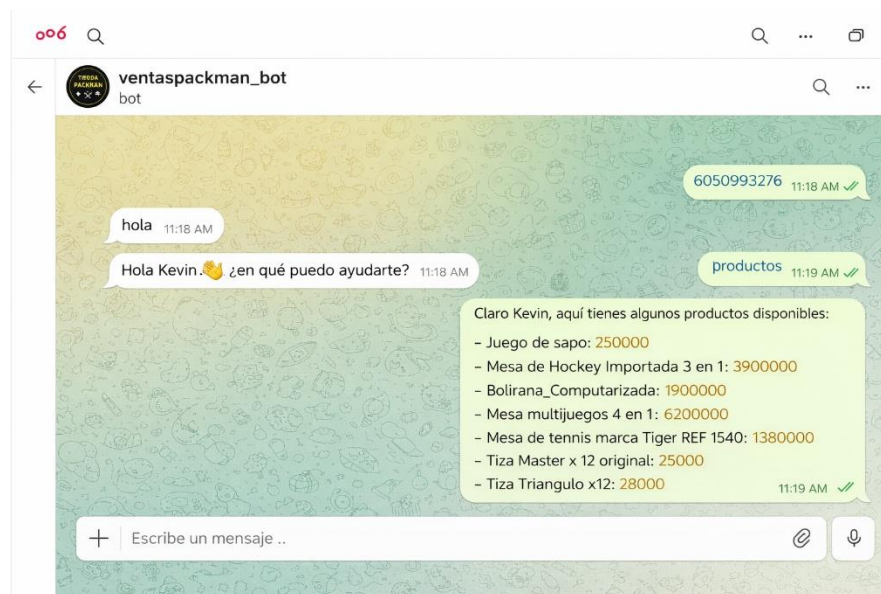 ventaspackman_bot
TIENDA
PACKMAN
bot
6050993276 11:18 AM
hola 11:18 AM
Hola Kevin. 👋 ¿en qué puedo ayudarte? 11:18 AM
productos 11:19 AM
Claro Kevin, aquí tienes algunos productos disponibles:
– Juego de sapo: 250000
– Mesa de Hockey Importada 3 en 1: 3900000
– Bolirana_Computarizada: 1900000
– Mesa multijuegos 4 en 1: 6200000
– Mesa de tennis marca Tiger REF 1540: 1380000
– Tiza Master x 12 original: 25000
– Tiza Triangulo x12: 28000
11:19 AM
Escribe un mensaje ..